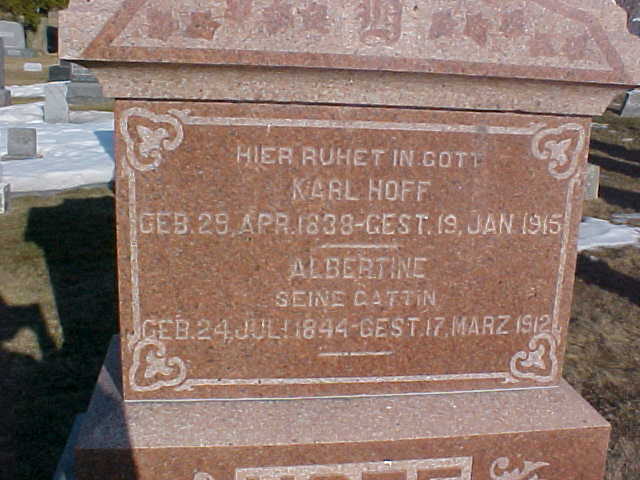 HIER RUHET IN GOTT
KARL HOFF
GEB. 29, APR. 1838-GEST. 19, JAN 1915
ALBERTINE
SEINE GATTIN
GEB. 24, JULI 1844-GEST. 17, MARZ 1912